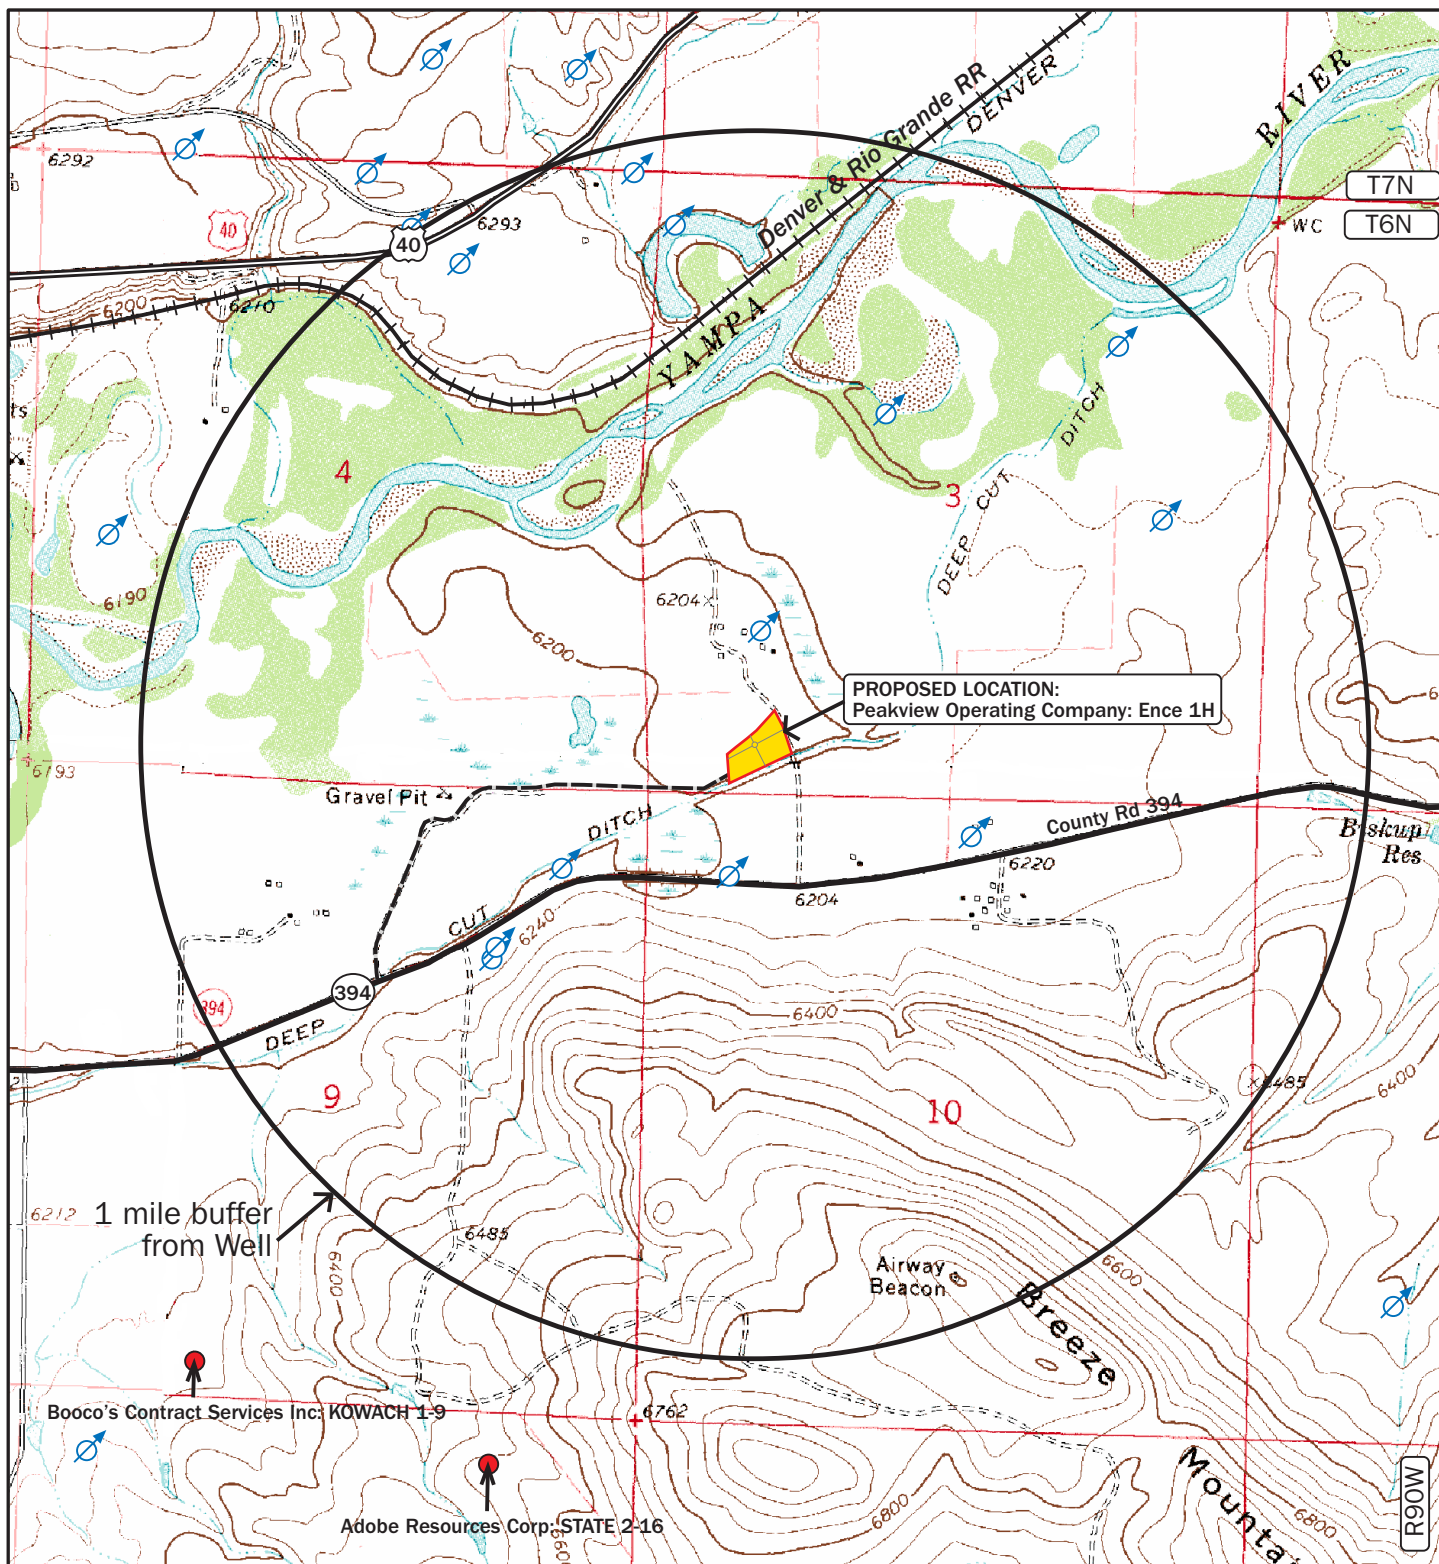 Denver & Rio Grande RR
DENVER
RIVER
T7N
T6N
WC
6292
40
40
6293
6200
6210
YAMPA
ts
4
3
DEEP CUT DITCH
6190
6204
6200
PROPOSED LOCATION:
Peakview Operating Company: Ence 1H
6193
Gravel Pit
DITCH
County Rd 394
Biskup
Res
6220
6204
CUT
6240
394
394
DEEP
6400
6485
6400
9
10
6212
1 mile buffer
from Well
6485
6400
Airway
Beacon
6600
Breeze
Booco's Contract Services Inc: KOWACH 1-9
6762
Adobe Resources Corp: STATE 2-16
6600
6800
Mountai
6800
R90W